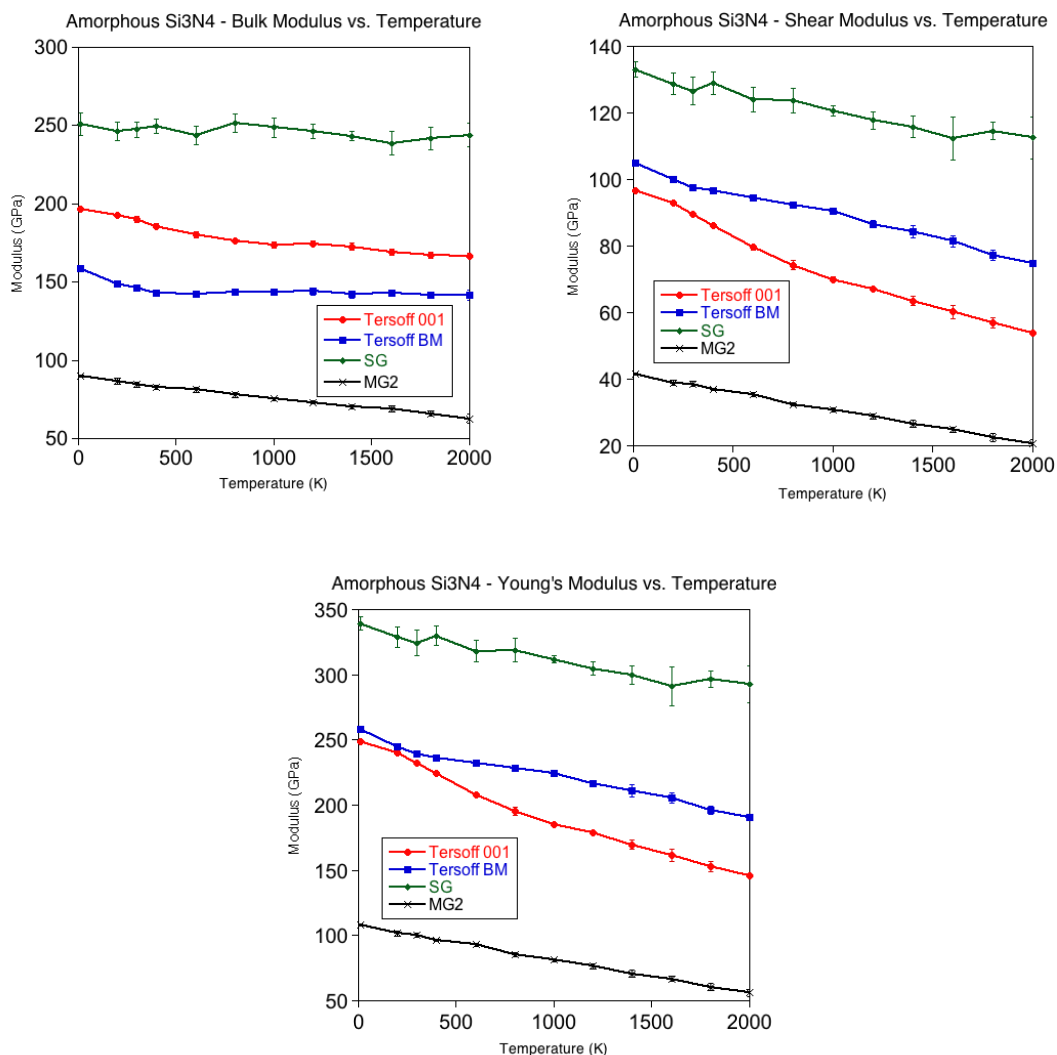 Amorphous Si3N4 - Bulk Modulus vs. Temperature
300
250
200
150
100
50
Modulus (GPa)
Tersoff 001
Tersoff BM
SG
MG2
0 500 1000 1500 2000
Temperature (K)
Amorphous Si3N4 - Shear Modulus vs. Temperature
140
120
100
80
60
40
20
Modulus (GPa)
Tersoff 001
Tersoff BM
SG
MG2
0 500 1000 1500 2000
Temperature (K)
Amorphous Si3N4 - Young's Modulus vs. Temperature
350
300
250
200
150
100
50
Modulus (GPa)
Tersoff 001
Tersoff BM
SG
MG2
0 500 1000 1500 2000
Temperature (K)